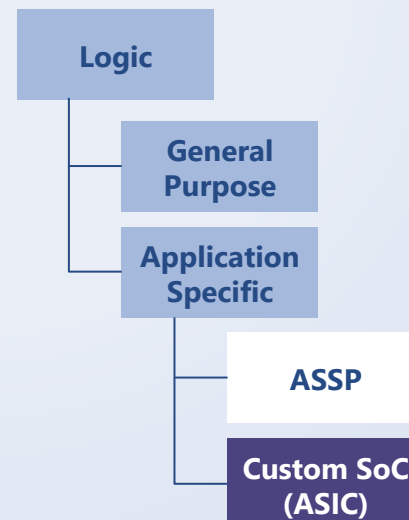 Logic
General
Purpose
Application
Specific
ASSP
Custom SoC
(ASIC)